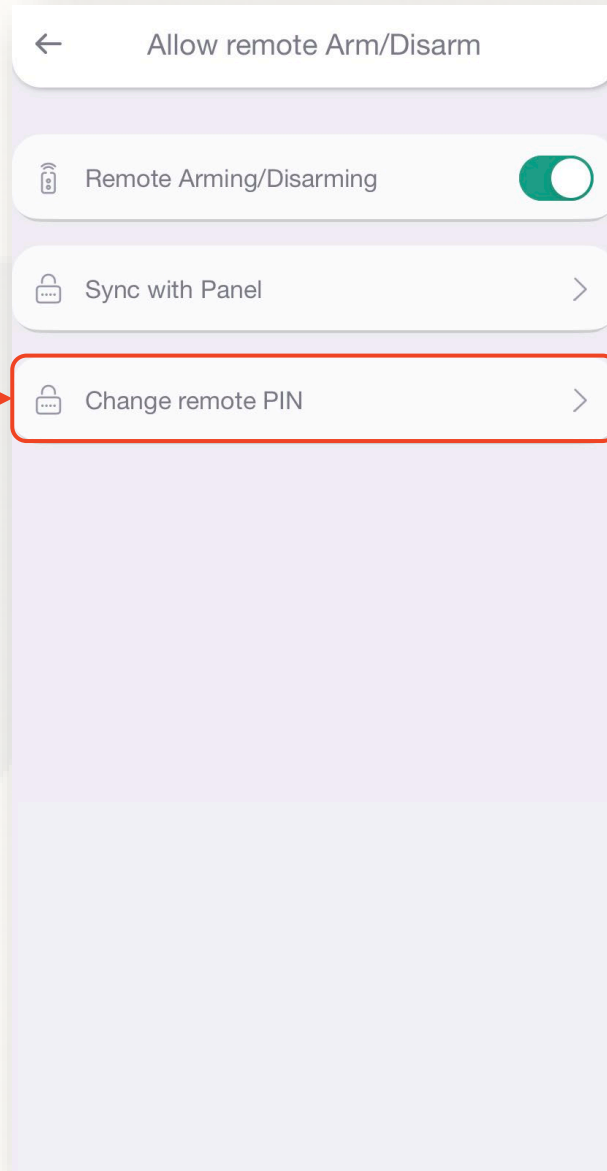 Allow remote Arm/Disarm
Remote Arming/Disarming
Sync with Panel
Change remote PIN